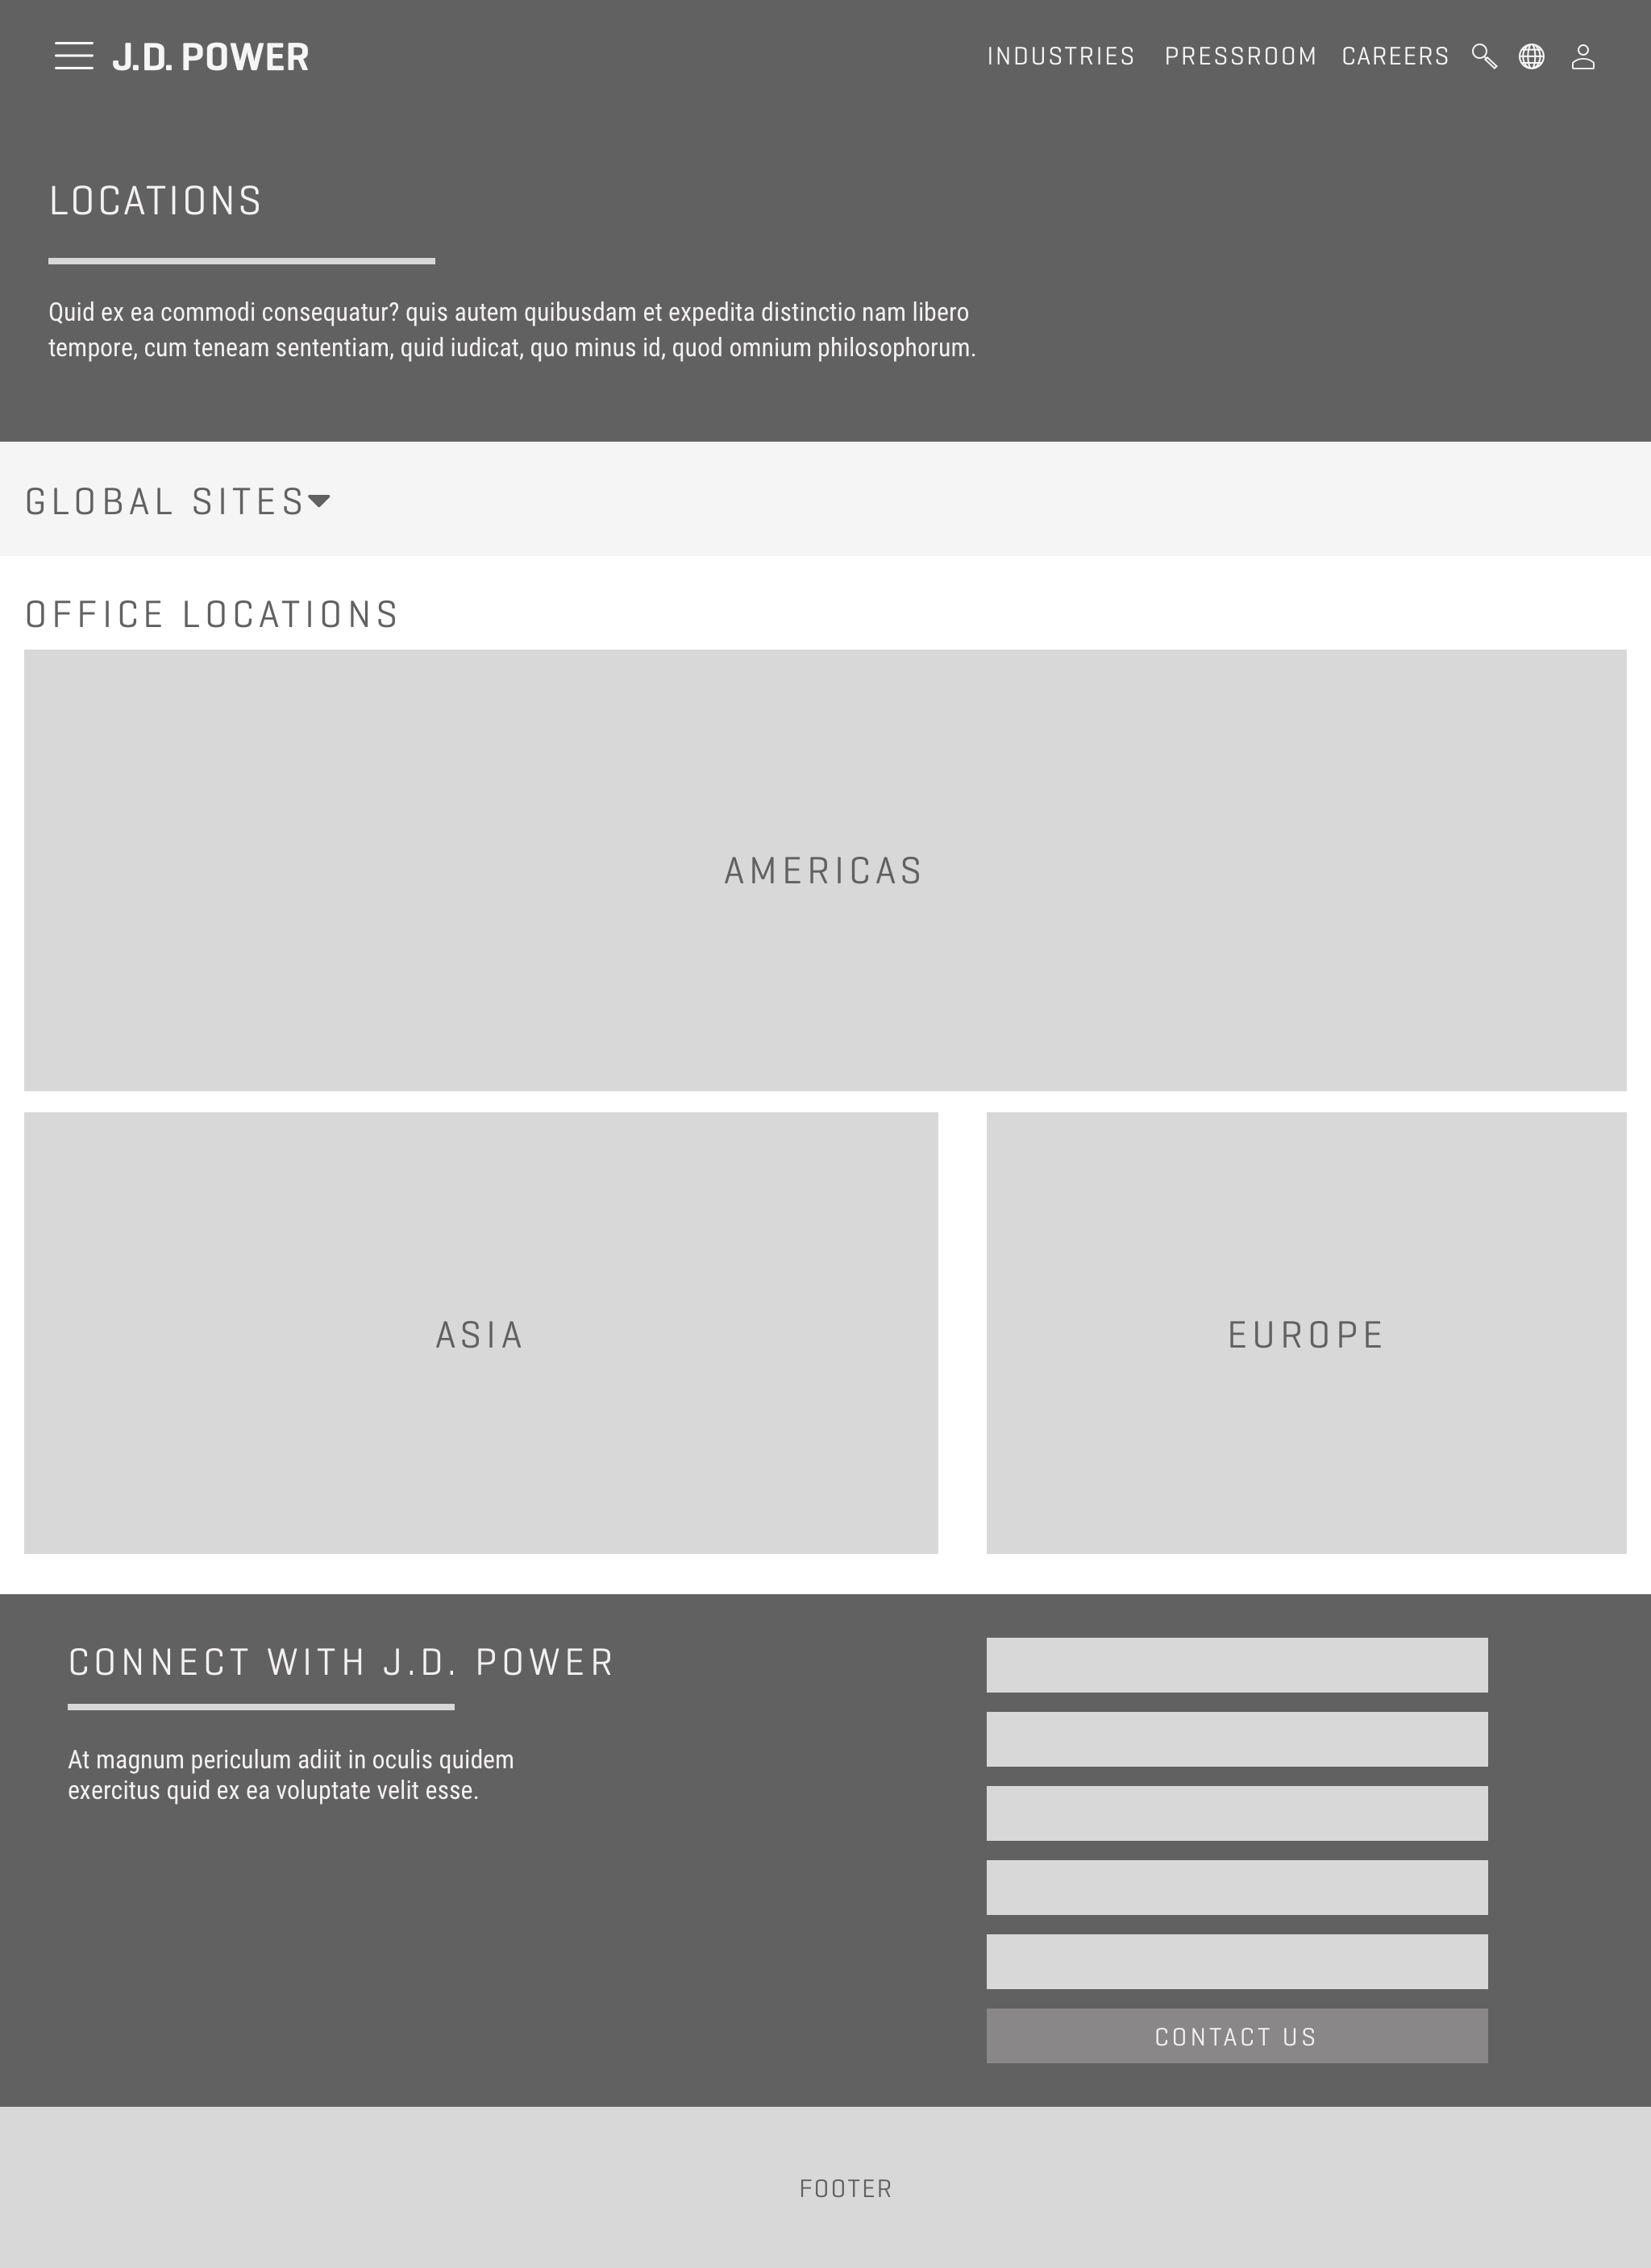 J.D. POWER
INDUSTRIES PRESSROOM CAREERS
LOCATIONS
Quid ex ea commodi consequatur? quis autem quibusdam et expedita distinctio nam libero
tempore, cum teneam sententiam, quid iudicat, quo minus id, quod omnium philosophorum.
GLOBAL SITES
OFFICE LOCATIONS
AMERICAS
ASIA
EUROPE
CONNECT WITH J.D. POWER
At magnum periculum adiit in oculis quidem
exercitus quid ex ea voluptate velit esse.
CONTACT US
FOOTER